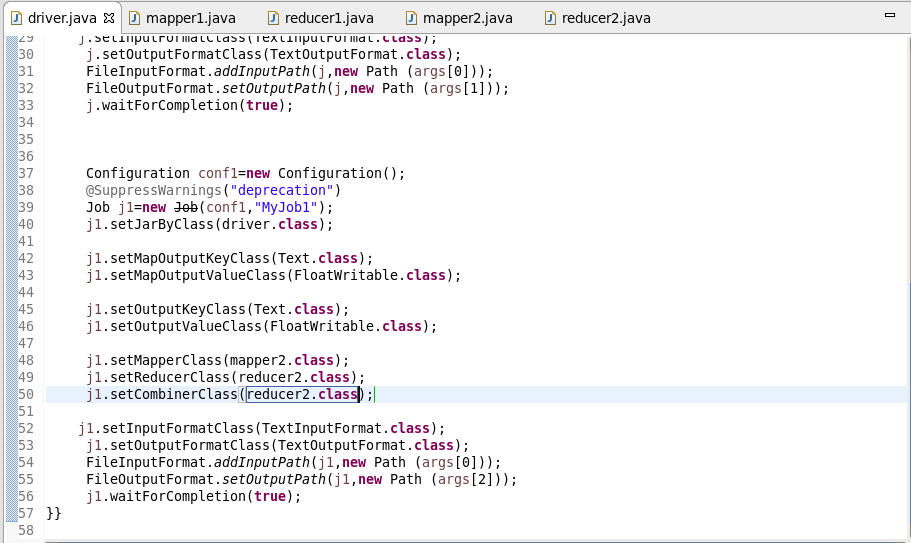 driver.java mapper1.java reducer1.java mapper2.java reducer2.java
29 j.setInputFormatClass(TextInputFormat.class);
30 j.setOutputFormatClass(TextOutputFormat.class);
31 FileInputFormat.addInputPath(j,new Path (args[0]));
32 FileOutputFormat.setOutputPath(j,new Path (args[1]));
33 j.waitForCompletion(true);
34
35
36
37 Configuration conf1=new Configuration();
38 @SuppressWarnings("deprecation")
39 Job j1=new Job(conf1,"MyJob1");
40 j1.setJarByClass(driver.class);
41
42 j1.setMapOutputKeyClass(Text.class);
43 j1.setMapOutputValueClass(FloatWritable.class);
44
45 j1.setOutputKeyClass(Text.class);
46 j1.setOutputValueClass(FloatWritable.class);
47
48 j1.setMapperClass(mapper2.class);
49 j1.setReducerClass(reducer2.class);
50 j1.setCombinerClass(reducer2.class);
51
52 j1.setInputFormatClass(TextInputFormat.class);
53 j1.setOutputFormatClass(TextOutputFormat.class);
54 FileInputFormat.addInputPath(j1,new Path (args[0]));
55 FileOutputFormat.setOutputPath(j1,new Path (args[2]));
56 j1.waitForCompletion(true);
57 }}
58